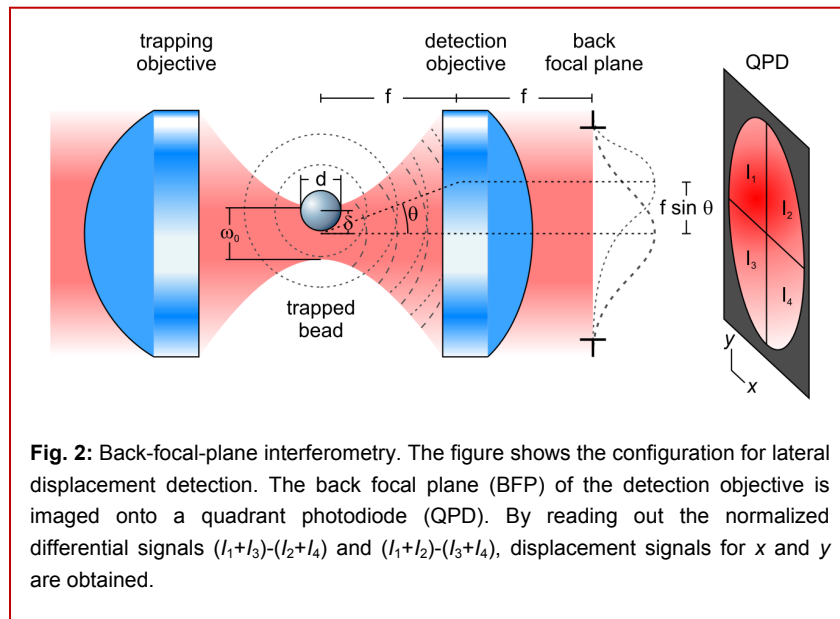 trapping
objective
detection
objective
back
focal plane
QPD
f
f
d
δ
θ
ω₀
f sin θ
trapped
bead
I₁
I₂
I₃
I₄
y
x
Fig. 2: Back-focal-plane interferometry. The figure shows the configuration for lateral
displacement detection. The back focal plane (BFP) of the detection objective is
imaged onto a quadrant photodiode (QPD). By reading out the normalized
differential signals (I₁+I₃)-(I₂+I₄) and (I₁+I₂)-(I₃+I₄), displacement signals for x and y
are obtained.